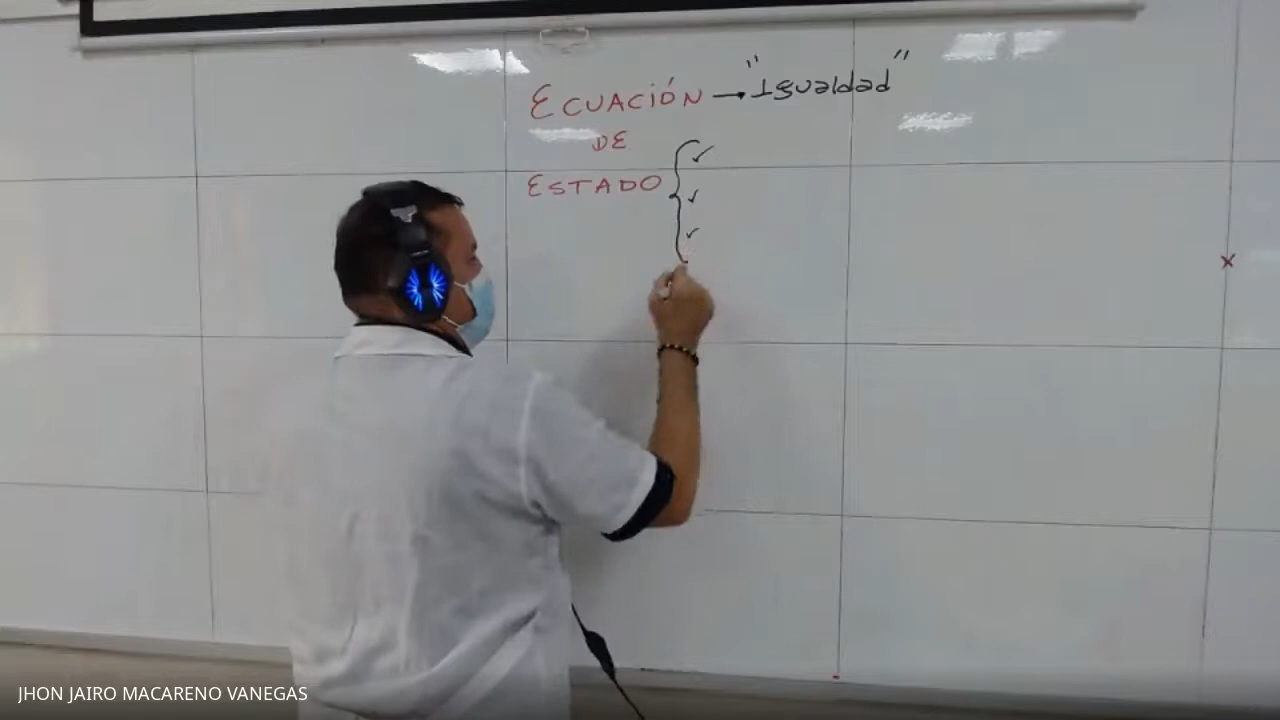 ECUACIÓN → "Igualdad"
DE
ESTADO { ✓
✓
✓
x
JHON JAIRO MACARENO VANEGAS